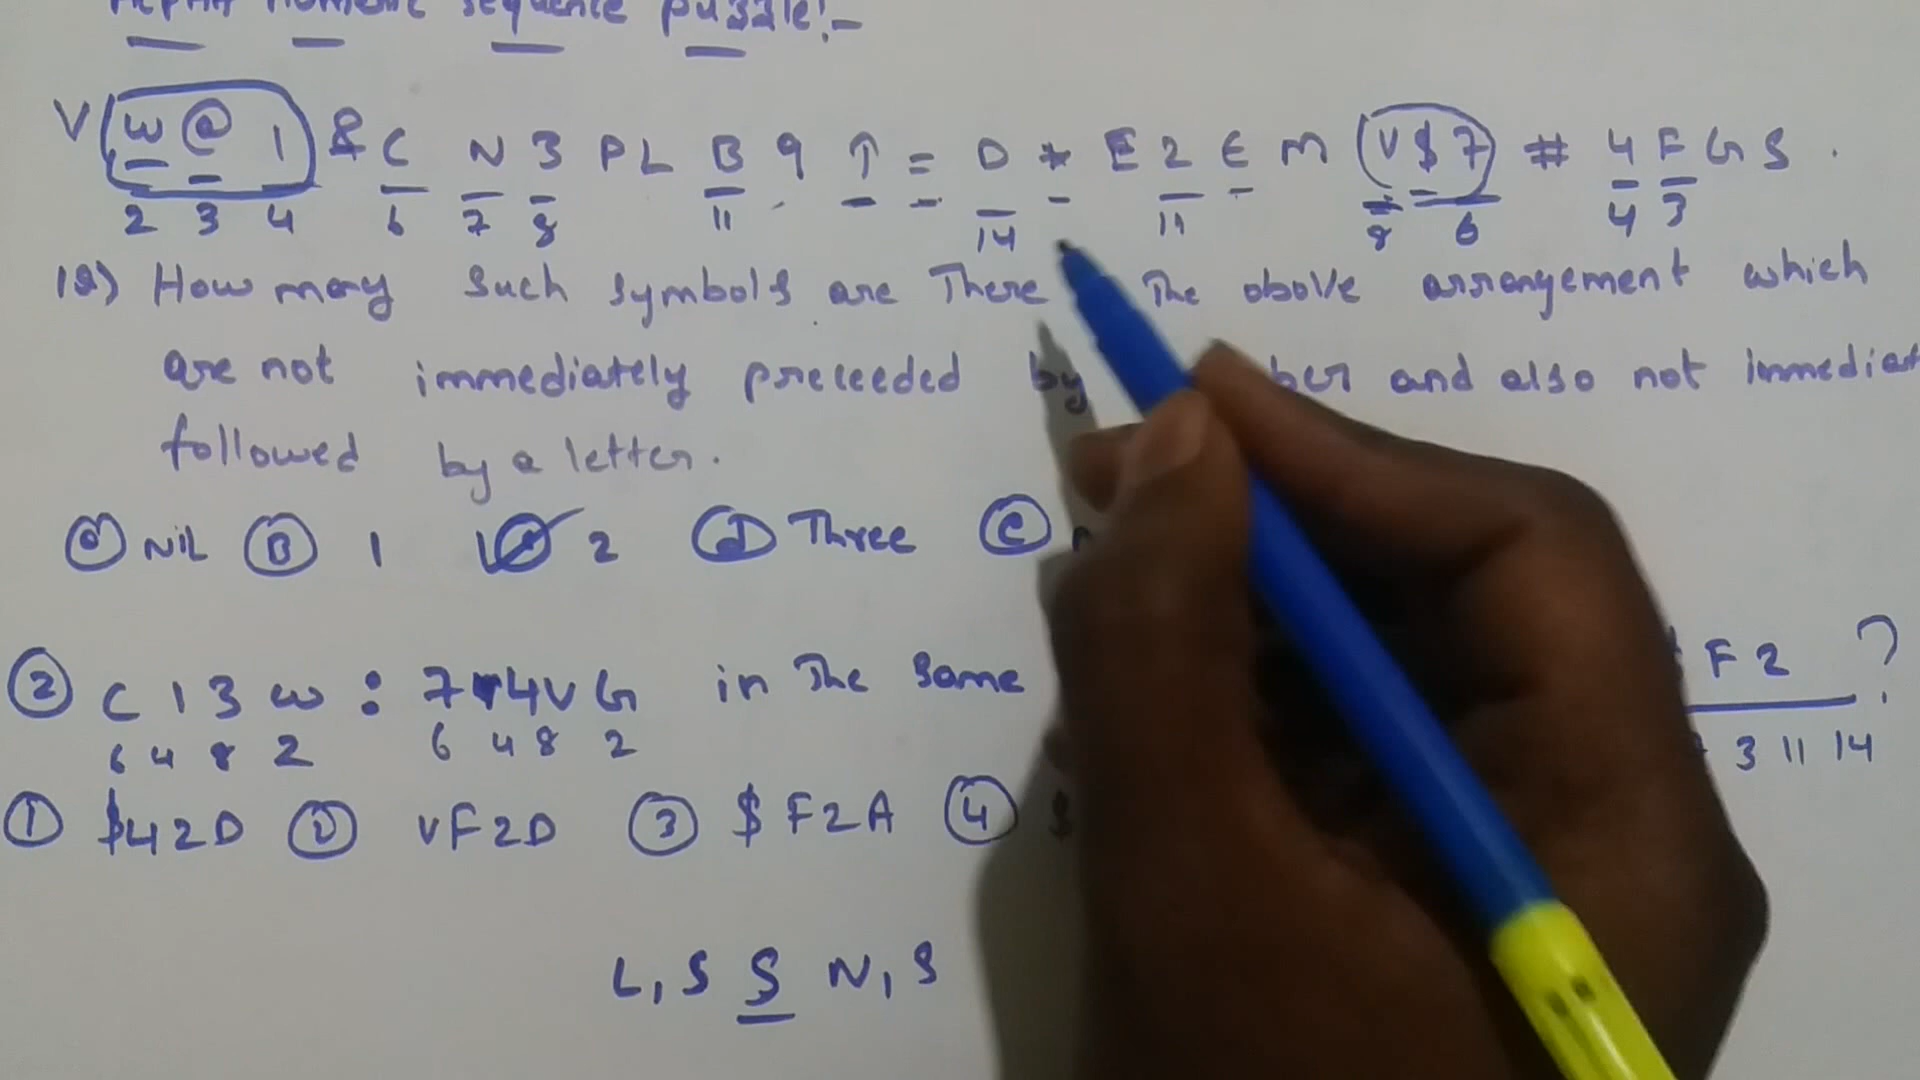 numeric sequence puzzle:-
V W @ 1 & C N 3 P L B 9 ↑ = D * E 2 E M V $ 7 # 4 F G S .
2 3 4 6 7 8 11 14 11 8 6 4 3
How many such symbols are There The above arrangement which
are not immediately preceeded by and also not
followed by a letter.
a NiL B 1 2 d Three e
2 C 1 3 W : 7 4 V G in The same F 2 ?
6 4 8 2 6 4 8 2 3 11 14
1 $ 4 2 D 2 V F 2 D 3 $ F 2 A 4 $
L, S S N, S